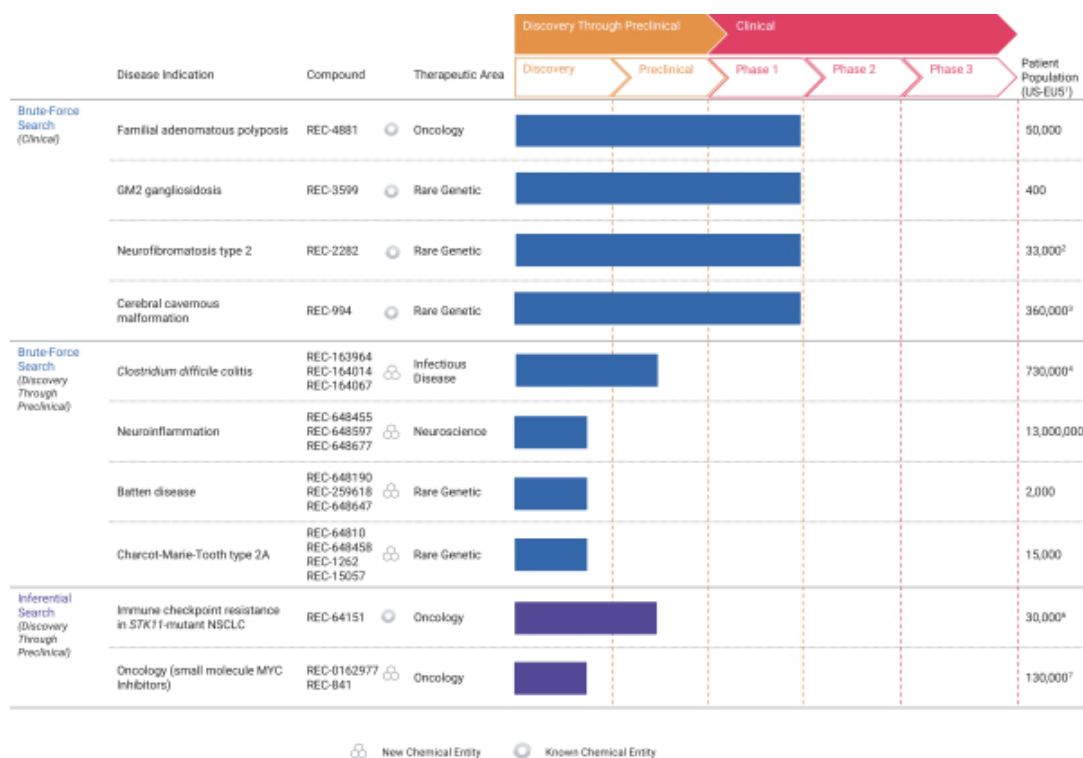 Discovery Through Preclinical
Clinical
Disease Indication
Compound
Therapeutic Area
Discovery
Preclinical
Phase 1
Phase 2
Phase 3
Patient
Population
(US-EU5¹)
Brute-Force
Search
(Clinical)
Familial adenomatous polyposis
REC-4881
Oncology
50,000
GM2 gangliosidosis
REC-3599
Rare Genetic
400
Neurofibromatosis type 2
REC-2282
Rare Genetic
33,000²
Cerebral cavernous
malformation
REC-994
Rare Genetic
360,000³
Brute-Force
Search
(Discovery
Through
Preclinical)
Clostridium difficile colitis
REC-163964
REC-164014
REC-164067
Infectious
Disease
730,000⁴
Neuroinflammation
REC-648455
REC-648597
REC-648677
Neuroscience
13,000,000
Batten disease
REC-648190
REC-259618
REC-648647
Rare Genetic
2,000
Charcot-Marie-Tooth type 2A
REC-64810
REC-648458
REC-1262
REC-15057
Rare Genetic
15,000
Inferential
Search
(Discovery
Through
Preclinical)
Immune checkpoint resistance
in STK11-mutant NSCLC
REC-64151
Oncology
30,000⁶
Oncology (small molecule MYC
Inhibitors)
REC-0162977
REC-841
Oncology
130,000⁷
New Chemical Entity
Known Chemical Entity